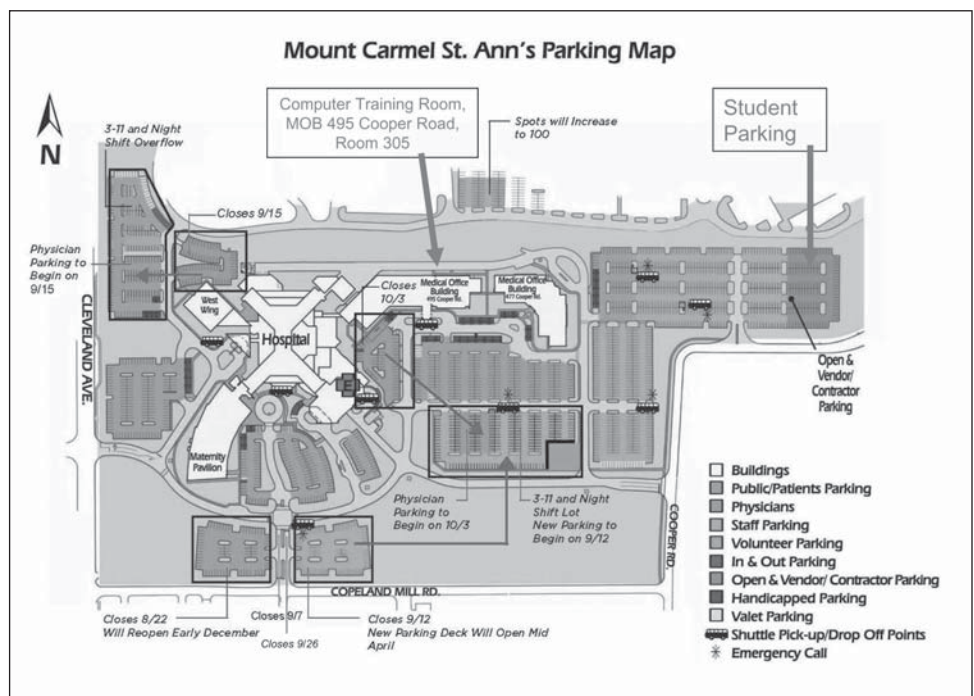 Mount Carmel St. Ann's Parking Map
Computer Training Room,
MOB 495 Cooper Road,
Room 305
Student
Parking
N
3-11 and Night
Shift Overflow
Spots will Increase
to 100
Closes 9/15
Physician
Parking to
Begin on
9/15
CLEVELAND AVE.
West
Wing
Hospital
Closes
10/3
Medical Office
Building
495 Cooper Rd.
Medical Office
Building
477 Cooper Rd.
E
Open &
Vendor/
Contractor
Parking
Maternity
Pavilion
Physician
Parking to
Begin on 10/3
3-11 and Night
Shift Lot
New Parking to
Begin on 9/12
COOPER RD.
COPELAND MILL RD.
Closes 8/22
Will Reopen Early December
Closes 9/7
Closes 9/26
Closes 9/12
New Parking Deck Will Open Mid
April
Buildings
Public/Patients Parking
Physicians
Staff Parking
Volunteer Parking
In & Out Parking
Open & Vendor/ Contractor Parking
Handicapped Parking
Valet Parking
Shuttle Pick-up/Drop Off Points
Emergency Call